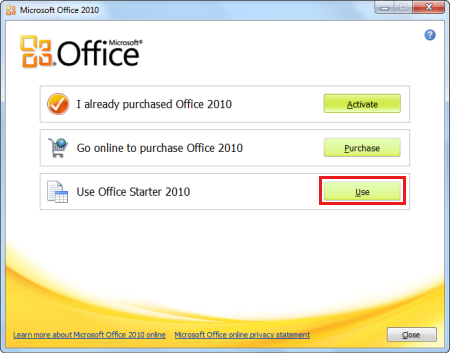 Microsoft Office 2010
Microsoft®
Office
?
I already purchased Office 2010
Activate
Go online to purchase Office 2010
Purchase
Use Office Starter 2010
Use
Learn more about Microsoft Office 2010 online Microsoft Office online privacy statement Close